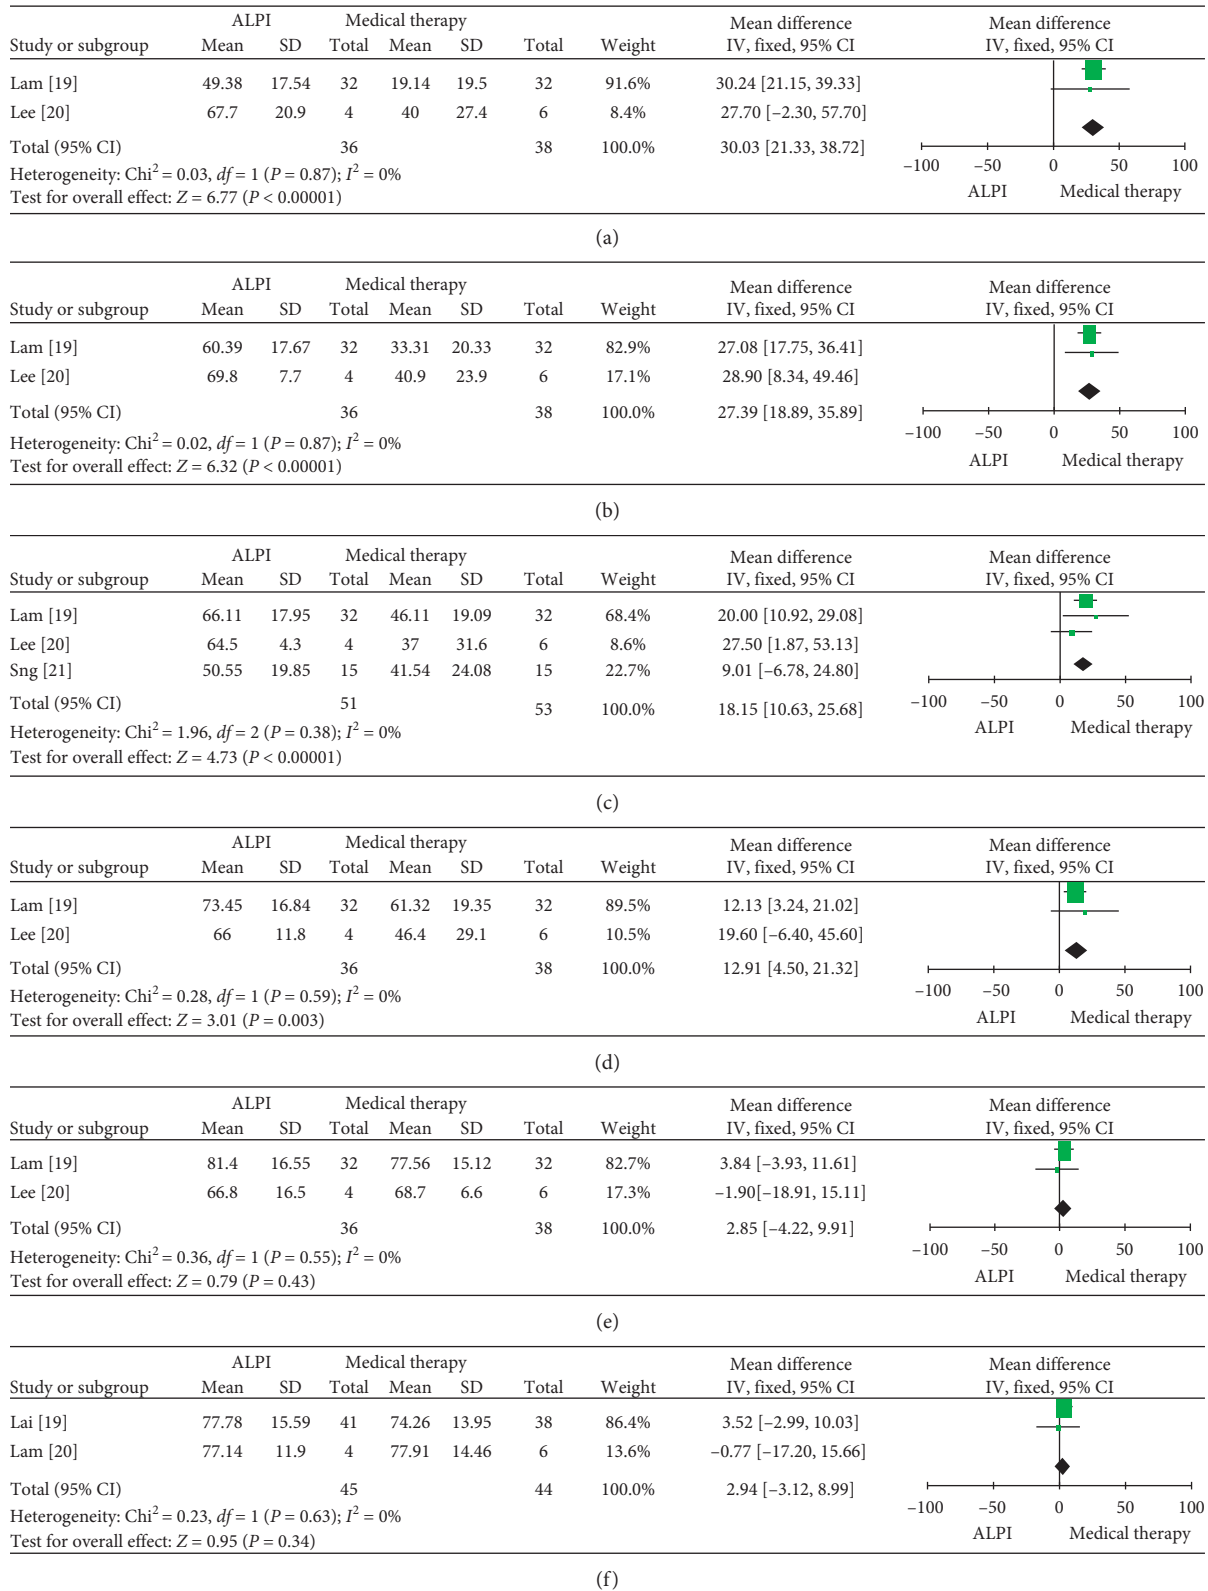 ALPI Medical therapy Mean difference Mean difference
Study or subgroup Mean SD Total Mean SD Total Weight IV, fixed, 95% CI IV, fixed, 95% CI
Lam [19] 49.38 17.54 32 19.14 19.5 32 91.6% 30.24 [21.15, 39.33]
Lee [20] 67.7 20.9 4 40 27.4 6 8.4% 27.70 [–2.30, 57.70]
Total (95% CI) 36 38 100.0% 30.03 [21.33, 38.72]
–100 –50 0 50 100
Heterogeneity: Chi² = 0.03, df = 1 (P = 0.87); I² = 0%
Test for overall effect: Z = 6.77 (P < 0.00001)
ALPI Medical therapy
(a)
ALPI Medical therapy Mean difference Mean difference
Study or subgroup Mean SD Total Mean SD Total Weight IV, fixed, 95% CI IV, fixed, 95% CI
Lam [19] 60.39 17.67 32 33.31 20.33 32 82.9% 27.08 [17.75, 36.41]
Lee [20] 69.8 7.7 4 40.9 23.9 6 17.1% 28.90 [8.34, 49.46]
Total (95% CI) 36 38 100.0% 27.39 [18.89, 35.89]
–100 –50 0 50 100
Heterogeneity: Chi² = 0.02, df = 1 (P = 0.87); I² = 0%
Test for overall effect: Z = 6.32 (P < 0.00001)
ALPI Medical therapy
(b)
ALPI Medical therapy Mean difference Mean difference
Study or subgroup Mean SD Total Mean SD Total Weight IV, fixed, 95% CI IV, fixed, 95% CI
Lam [19] 66.11 17.95 32 46.11 19.09 32 68.4% 20.00 [10.92, 29.08]
Lee [20] 64.5 4.3 4 37 31.6 6 8.6% 27.50 [1.87, 53.13]
Sng [21] 50.55 19.85 15 41.54 24.08 15 22.7% 9.01 [–6.78, 24.80]
Total (95% CI) 51 53 100.0% 18.15 [10.63, 25.68]
–100 –50 0 50 100
Heterogeneity: Chi² = 1.96, df = 2 (P = 0.38); I² = 0%
ALPI Medical therapy
Test for overall effect: Z = 4.73 (P < 0.00001)
(c)
ALPI Medical therapy Mean difference Mean difference
Study or subgroup Mean SD Total Mean SD Total Weight IV, fixed, 95% CI IV, fixed, 95% CI
Lam [19] 73.45 16.84 32 61.32 19.35 32 89.5% 12.13 [3.24, 21.02]
Lee [20] 66 11.8 4 46.4 29.1 6 10.5% 19.60 [–6.40, 45.60]
Total (95% CI) 36 38 100.0% 12.91 [4.50, 21.32]
–100 –50 0 50 100
Heterogeneity: Chi² = 0.28, df = 1 (P = 0.59); I² = 0%
Test for overall effect: Z = 3.01 (P = 0.003)
ALPI Medical therapy
(d)
ALPI Medical therapy Mean difference Mean difference
Study or subgroup Mean SD Total Mean SD Total Weight IV, fixed, 95% CI IV, fixed, 95% CI
Lam [19] 81.4 16.55 32 77.56 15.12 32 82.7% 3.84 [–3.93, 11.61]
Lee [20] 66.8 16.5 4 68.7 6.6 6 17.3% –1.90[–18.91, 15.11]
Total (95% CI) 36 38 100.0% 2.85 [–4.22, 9.91]
–100 –50 0 50 100
Heterogeneity: Chi² = 0.36, df = 1 (P = 0.55); I² = 0%
Test for overall effect: Z = 0.79 (P = 0.43)
ALPI Medical therapy
(e)
ALPI Medical therapy Mean difference Mean difference
Study or subgroup Mean SD Total Mean SD Total Weight IV, fixed, 95% CI IV, fixed, 95% CI
Lai [19] 77.78 15.59 41 74.26 13.95 38 86.4% 3.52 [–2.99, 10.03]
Lam [20] 77.14 11.9 4 77.91 14.46 6 13.6% –0.77 [–17.20, 15.66]
Total (95% CI) 45 44 100.0% 2.94 [–3.12, 8.99]
–100 –50 0 50 100
Heterogeneity: Chi² = 0.23, df = 1 (P = 0.63); I² = 0%
Test for overall effect: Z = 0.95 (P = 0.34)
ALPI Medical therapy
(f)